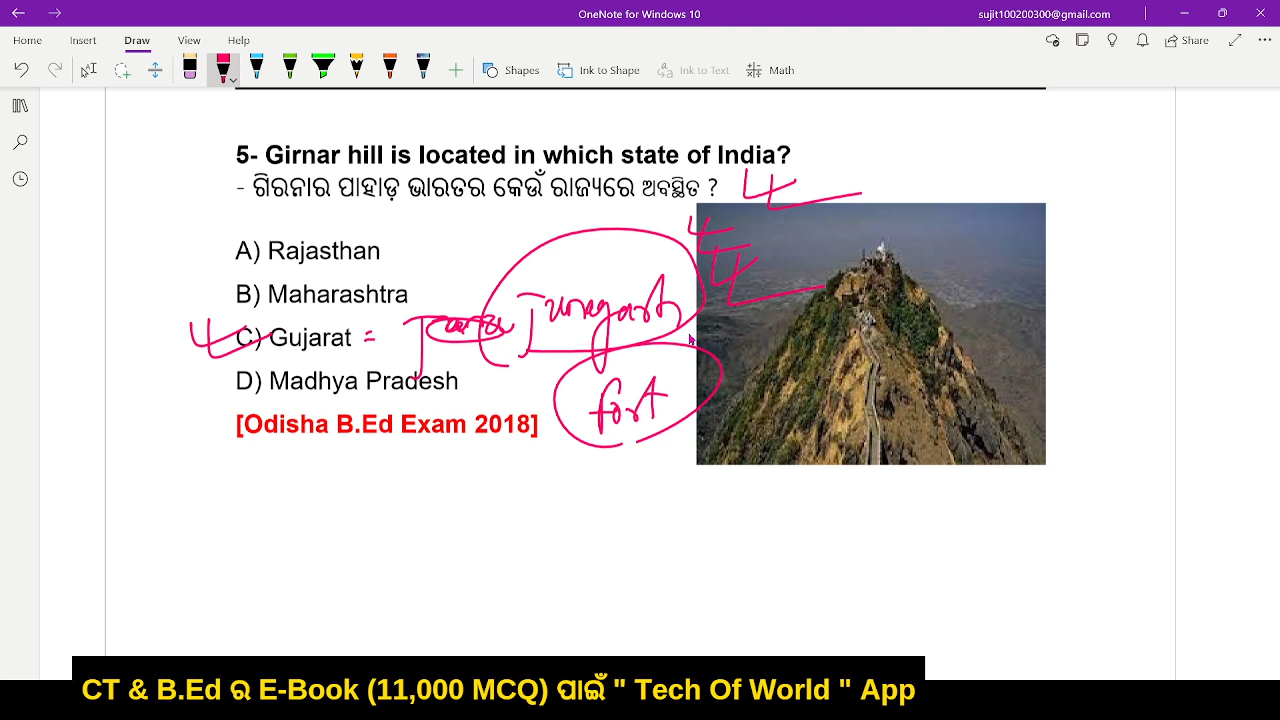 OneNote for Windows 10
sujit100200300@gmail.com
Home Insert Draw View Help
Share
Shapes Ink to Shape Ink to Text Math
5- Girnar hill is located in which state of India?
- ଗିରନାର ପାହାଡ଼ ଭାରତର କେଉଁ ରାଜ୍ୟରେ ଅବସ୍ଥିତ ?
A) Rajasthan
B) Maharashtra
C) Gujarat = Junagarh
fort
D) Madhya Pradesh
[Odisha B.Ed Exam 2018]
CT & B.Ed ର E-Book (11,000 MCQ) ପାଇଁ " Tech Of World " App